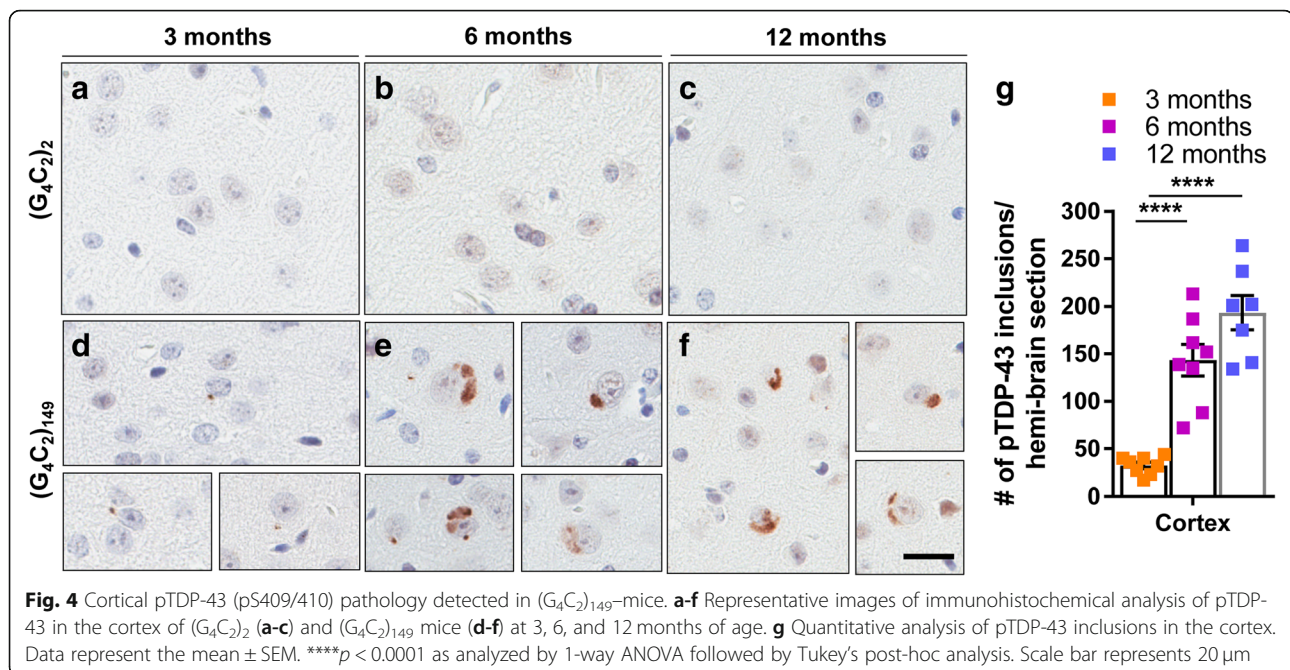 3 months 6 months 12 months
a b c
(G₄C₂)₂
d e f
(G₄C₂)₁₄₉
g
3 months
6 months
12 months
****
****
# of pTDP-43 inclusions/
hemi-brain section
300
250
200
150
100
50
0
Cortex
Fig. 4 Cortical pTDP-43 (pS409/410) pathology detected in (G₄C₂)₁₄₉–mice. a-f Representative images of immunohistochemical analysis of pTDP-
43 in the cortex of (G₄C₂)₂ (a-c) and (G₄C₂)₁₄₉ mice (d-f) at 3, 6, and 12 months of age. g Quantitative analysis of pTDP-43 inclusions in the cortex.
Data represent the mean ± SEM. ****p < 0.0001 as analyzed by 1-way ANOVA followed by Tukey's post-hoc analysis. Scale bar represents 20 μm